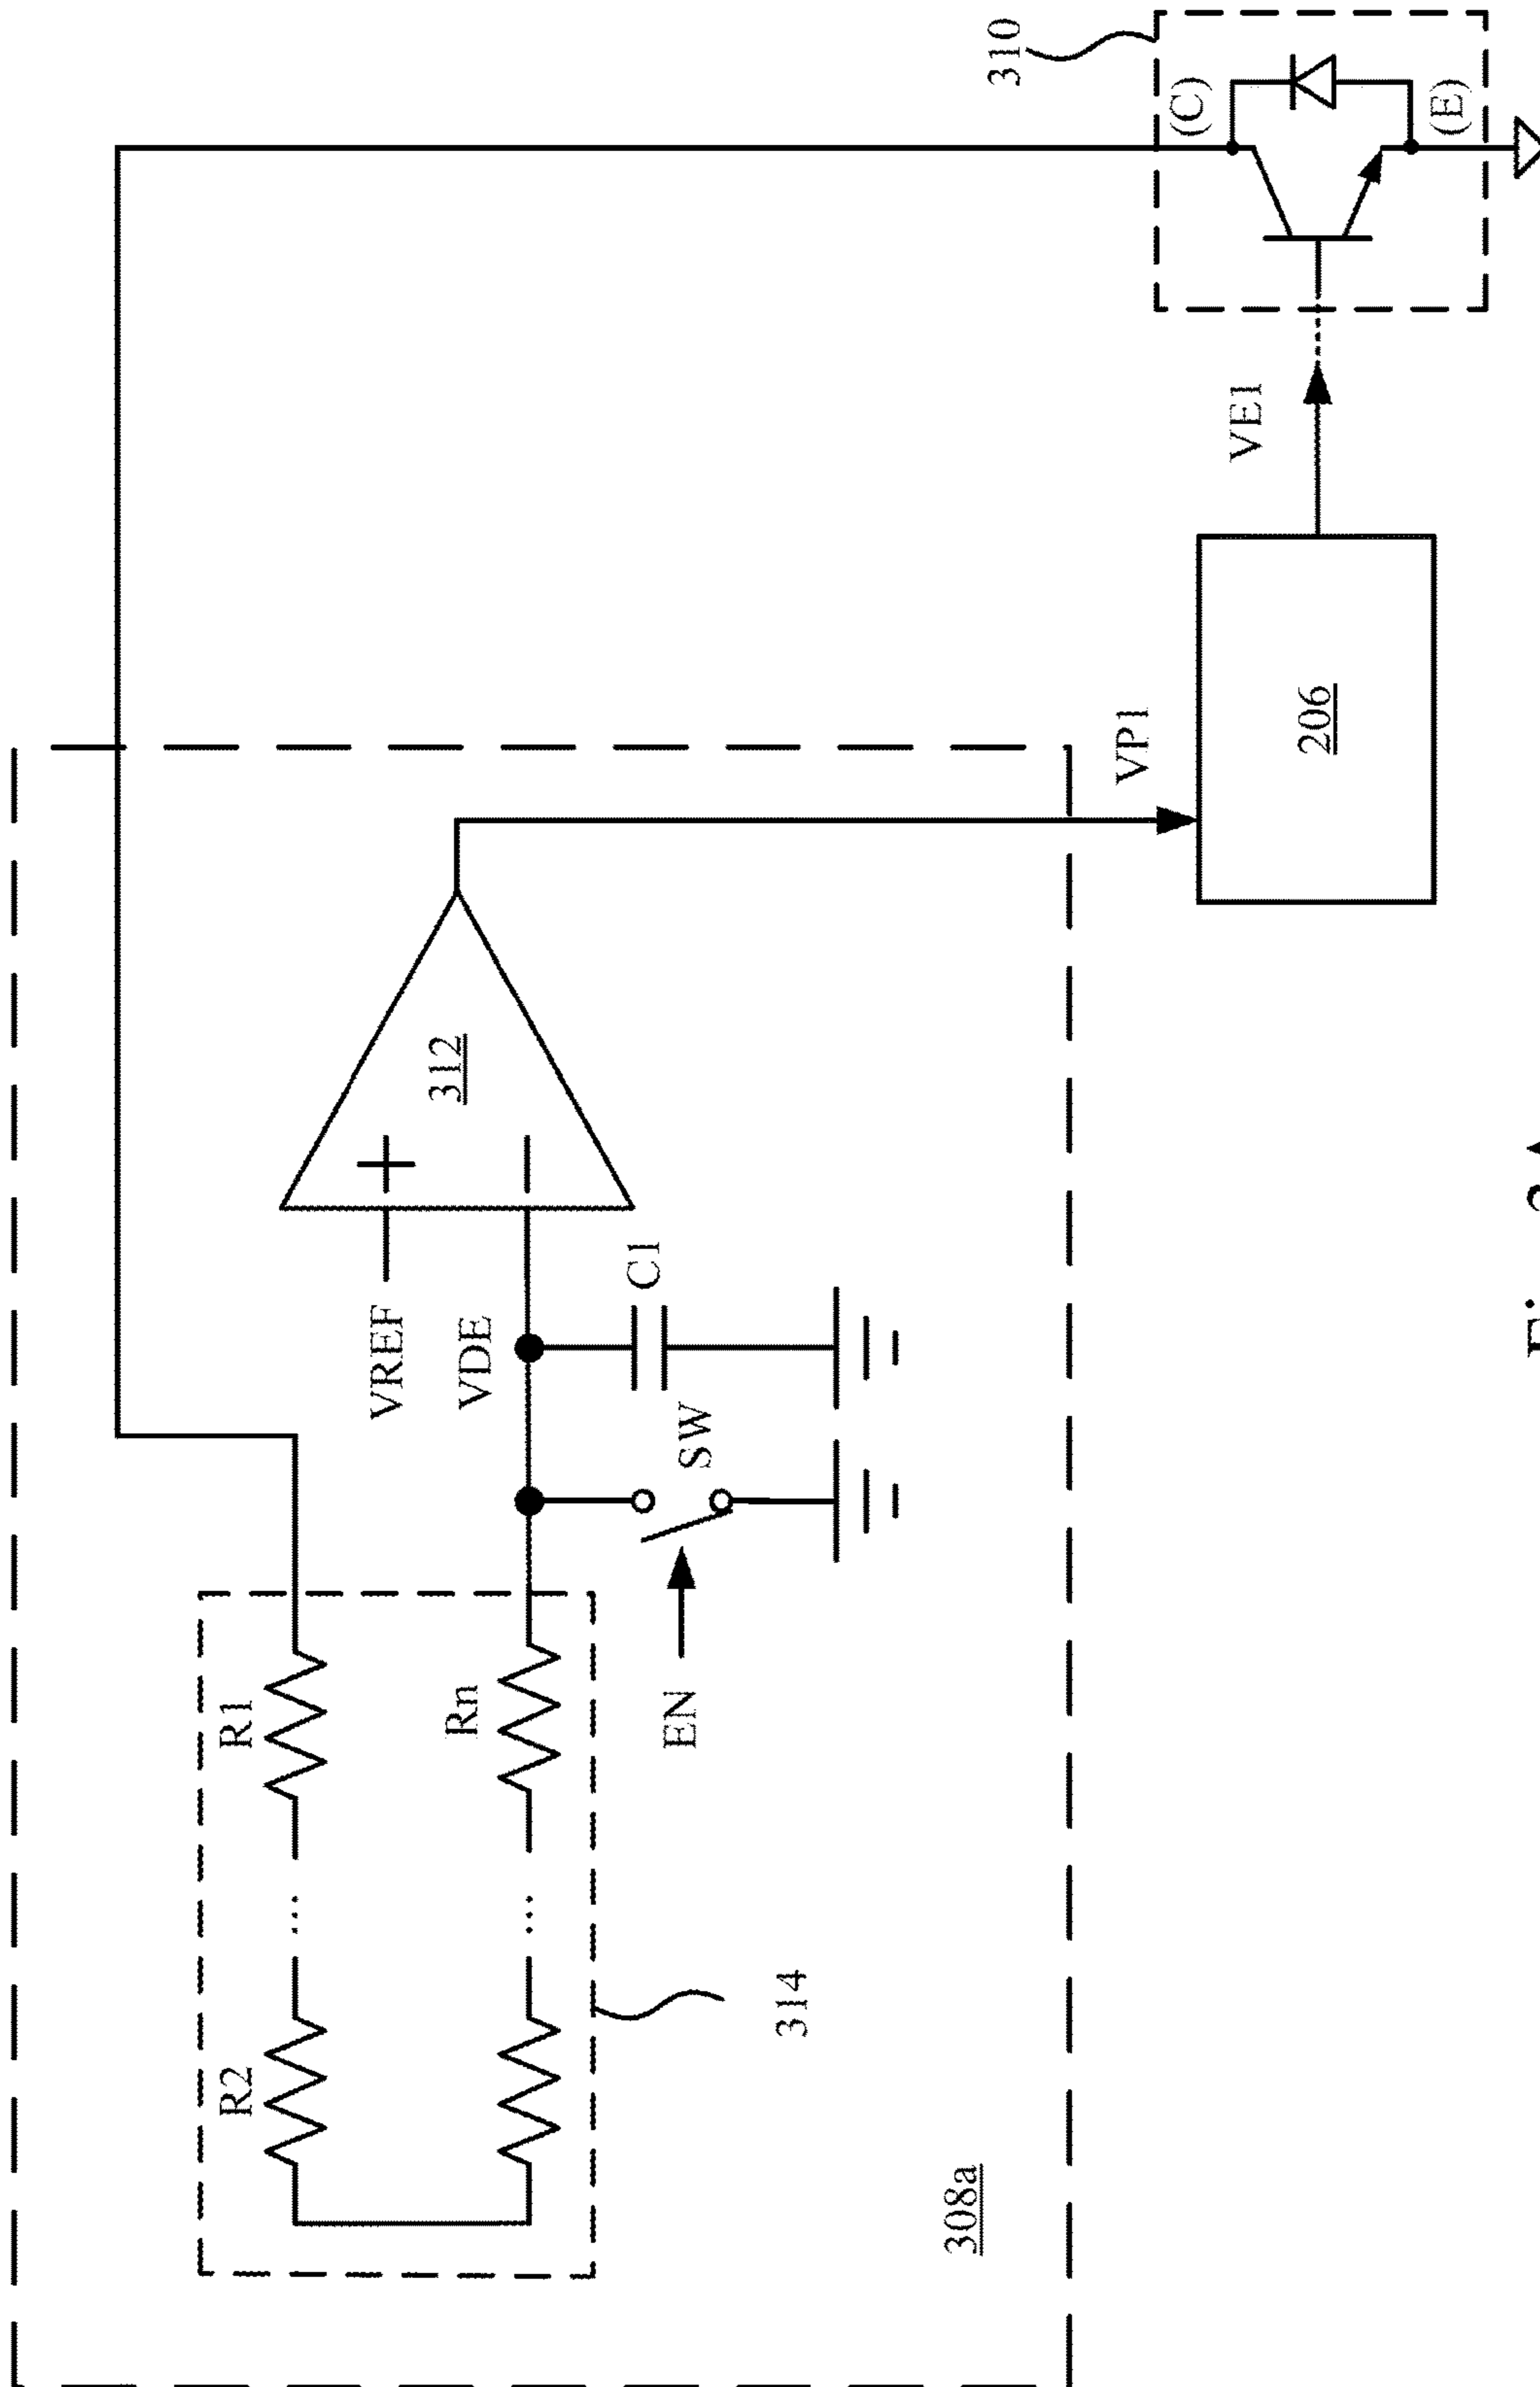 R2
R1
VREF
312
Rn
VDE
C1
EN
SW
314
308a
310
VP1
(C)
VE1
206
(E)